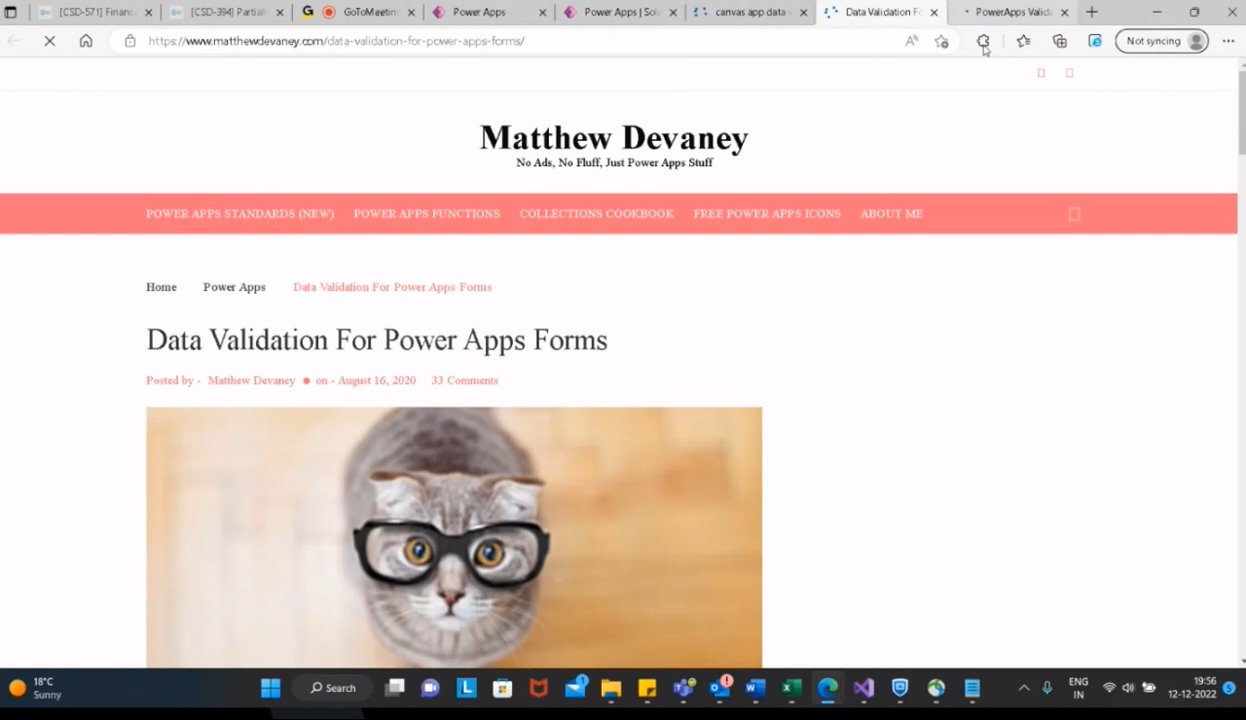 [CSD-571] Financ
[CSD-394] Partial
GoToMeeting
Power Apps
Power Apps | Sol
canvas app data v
Data Validation F
PowerApps Valid
https://www.matthewdevaney.com/data-validation-for-power-apps-forms/
Not syncing
Matthew Devaney
No Ads, No Fluff, Just Power Apps Stuff
POWER APPS STANDARDS (NEW) POWER APPS FUNCTIONS COLLECTIONS COOKBOOK FREE POWER APPS ICONS ABOUT ME
Home Power Apps Data Validation For Power Apps Forms
Data Validation For Power Apps Forms
Posted by - Matthew Devaney on - August 16, 2020 33 Comments
18°C
Sunny
Search
ENG
IN
19:56
12-12-2022
5